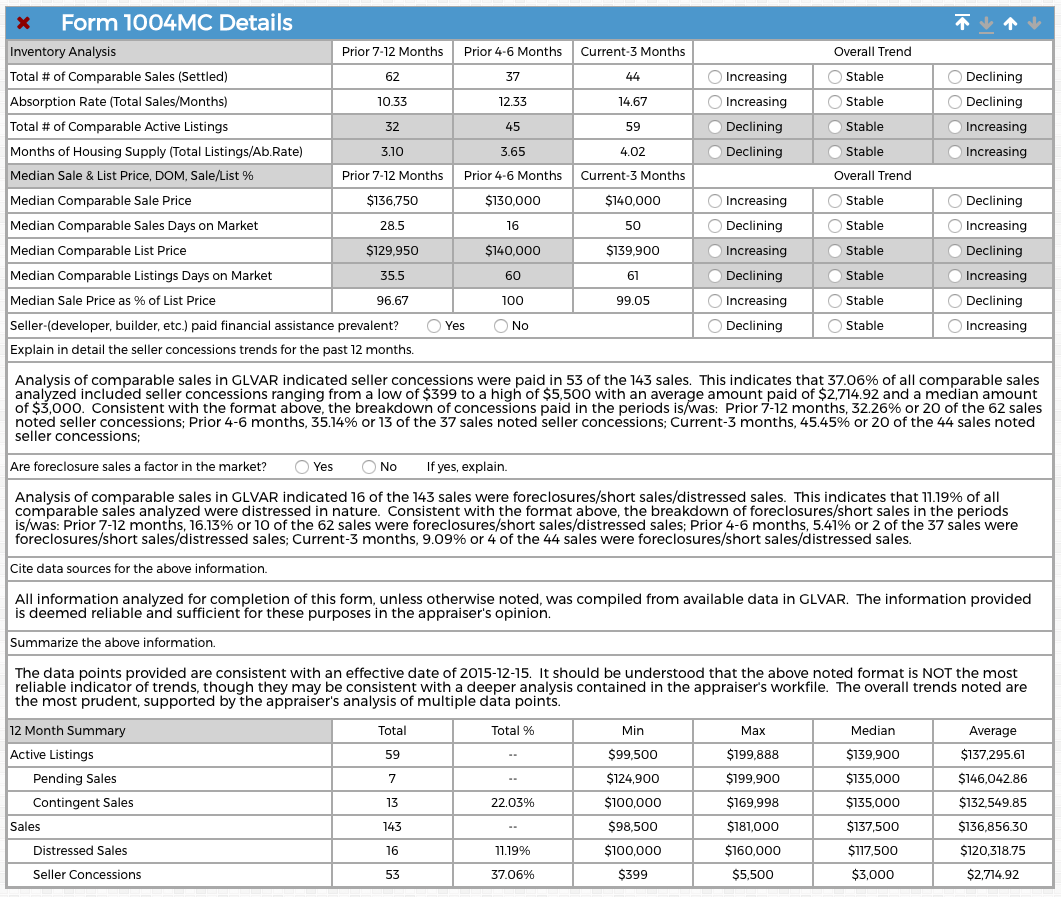 Form 1004MC Details
Inventory Analysis Prior 7-12 Months Prior 4-6 Months Current-3 Months Overall Trend
Total # of Comparable Sales (Settled) 62 37 44 Increasing Stable Declining
Absorption Rate (Total Sales/Months) 10.33 12.33 14.67 Increasing Stable Declining
Total # of Comparable Active Listings 32 45 59 Declining Stable Increasing
Months of Housing Supply (Total Listings/Ab.Rate) 3.10 3.65 4.02 Declining Stable Increasing
Median Sale & List Price, DOM, Sale/List % Prior 7-12 Months Prior 4-6 Months Current-3 Months Overall Trend
Median Comparable Sale Price $136,750 $130,000 $140,000 Increasing Stable Declining
Median Comparable Sales Days on Market 28.5 16 50 Declining Stable Increasing
Median Comparable List Price $129,950 $140,000 $139,900 Increasing Stable Declining
Median Comparable Listings Days on Market 35.5 60 61 Declining Stable Increasing
Median Sale Price as % of List Price 96.67 100 99.05 Increasing Stable Declining
Seller-(developer, builder, etc.) paid financial assistance prevalent? Yes No Declining Stable Increasing
Explain in detail the seller concessions trends for the past 12 months.
Analysis of comparable sales in GLVAR indicated seller concessions were paid in 53 of the 143 sales. This indicates that 37.06% of all comparable sales
analyzed included seller concessions ranging from a low of $399 to a high of $5,500 with an average amount paid of $2,714.92 and a median amount
of $3,000. Consistent with the format above, the breakdown of concessions paid in the periods is/was: Prior 7-12 months, 32.26% or 20 of the 62 sales
noted seller concessions; Prior 4-6 months, 35.14% or 13 of the 37 sales noted seller concessions; Current-3 months, 45.45% or 20 of the 44 sales noted
seller concessions;
Are foreclosure sales a factor in the market? Yes No If yes, explain.
Analysis of comparable sales in GLVAR indicated 16 of the 143 sales were foreclosures/short sales/distressed sales. This indicates that 11.19% of all
comparable sales analyzed were distressed in nature. Consistent with the format above, the breakdown of foreclosures/short sales in the periods
is/was: Prior 7-12 months, 16.13% or 10 of the 62 sales were foreclosures/short sales/distressed sales; Prior 4-6 months, 5.41% or 2 of the 37 sales were
foreclosures/short sales/distressed sales; Current-3 months, 9.09% or 4 of the 44 sales were foreclosures/short sales/distressed sales.
Cite data sources for the above information.
All information analyzed for completion of this form, unless otherwise noted, was compiled from available data in GLVAR. The information provided
is deemed reliable and sufficient for these purposes in the appraiser's opinion.
Summarize the above information.
The data points provided are consistent with an effective date of 2015-12-15. It should be understood that the above noted format is NOT the most
reliable indicator of trends, though they may be consistent with a deeper analysis contained in the appraiser's workfile. The overall trends noted are
the most prudent, supported by the appraiser's analysis of multiple data points.
12 Month Summary Total Total % Min Max Median Average
Active Listings 59 -- $99,500 $199,888 $139,900 $137,295.61
Pending Sales 7 -- $124,900 $199,900 $135,000 $146,042.86
Contingent Sales 13 22.03% $100,000 $169,998 $135,000 $132,549.85
Sales 143 -- $98,500 $181,000 $137,500 $136,856.30
Distressed Sales 16 11.19% $100,000 $160,000 $117,500 $120,318.75
Seller Concessions 53 37.06% $399 $5,500 $3,000 $2,714.92